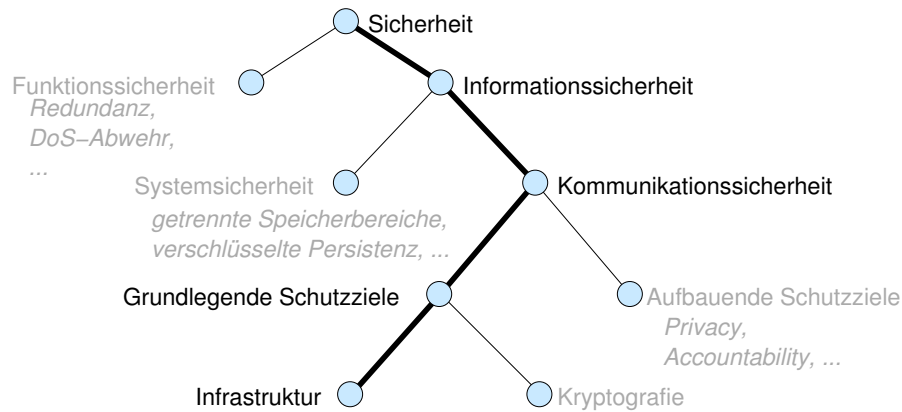 Sicherheit
Funktionssicherheit
Redundanz,
DoS−Abwehr,
...
Informationssicherheit
Systemsicherheit
getrennte Speicherbereiche,
verschlüsselte Persistenz, ...
Kommunikationssicherheit
Grundlegende Schutzziele
Aufbauende Schutzziele
Privacy,
Accountability, ...
Infrastruktur
Kryptografie